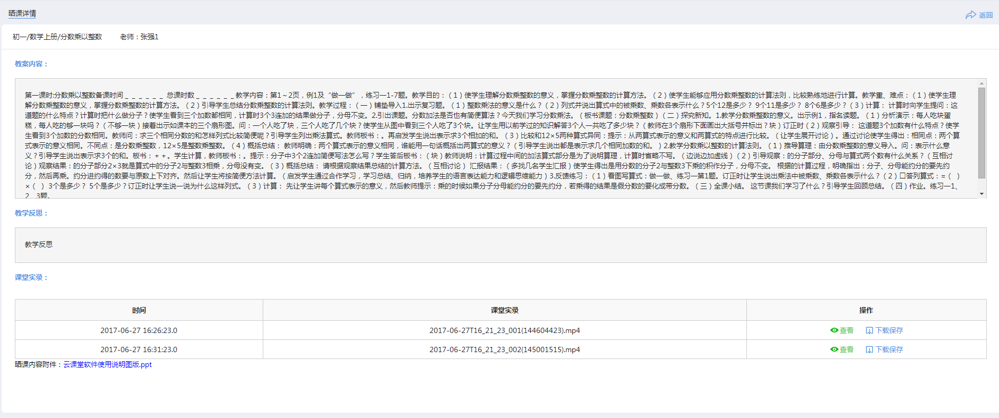 晒课详情
返回
初一/数学上册/分数乘以整数 老师：张强1
教案内容：
第一课时:分数乘以整数备课时间＿＿＿＿＿＿ 总课时数＿＿＿＿＿＿教学内容：第1～2页，例1及“做一做”，练习一1-7题。教学目的：（1）使学生理解分数乘整数的意义，掌握分数乘整数的计算方法。（2）使学生能够应用分数乘整数的计算法则，比较熟练地进行计算。教学重、难点：（1）使学生理
解分数乘整数的意义，掌握分数乘整数的计算方法。（2）引导学生总结分数乘整数的计算法则。教学过程：（一）铺垫导入1.出示复习题。（1）整数乘法的意义是什么？（2）列式并说出算式中的被乘数、乘数各表示什么？5个12是多少？ 9个11是多少？ 8个6是多少？（3）计算： 计算时向学生提问：这
道题的什么特点？计算时把什么做分子？使学生看到三个加数都相同，计算时3个3连加的结果做分子，分母不变。2.引出课题。分数加法是否也有简便算法？今天我们学习分数乘法。（板书课题：分数乘整数）（二）探究新知。1.教学分数乘整数的意义。出示例1，指名读题。（1）分析演示：每人吃块蛋
糕，每人吃的够一块吗？（不够一块）接着出示如课本的三个扇形图。问：一个人吃了块，三个人吃了几个块？使学生从图中看到三个人吃了3个块。让学生用以前学过的知识解答3个人一共吃了多少块？（教师在3个扇形下面画出大括号并标出？块）订正时（2）观察引导： 这道题3个加数有什么特点？使学
生看到3个加数的分数相同。教师问：求三个相同分数的和怎样列式比较简便呢？引导学生列出乘法算式。教师板书：。再启发学生说出表示求3个相加的和。（3）比较和12×5两种算式异同：提示：从两算式表示的意义和两算式的特点进行比较。（让学生展开讨论）。通过讨论使学生得出：相同点：两个算
式表示的意义相同。不同点：是分数乘整数，12×5是整数乘整数。（4）概括总结： 教师明确：两个算式表示的意义相同，谁能用一句话概括出两算式的意义？（引导学生说出都是表示求几个相同加数的和。）2.教学分数乘以整数的计算法则。（1）推导算理：由分数乘整数的意义导入。问：表示什么意
义？引导学生说出表示求3个的和。板书：＋＋。学生计算，教师板书：。提示：分子中3个2连加简便写法怎么写？学生答后板书：（块）教师说明：计算过程中间的加法算式部分是为了说明算理，计算时省略不写。（边说边加虚线）（2）引导观察：的分子部分、分母与算式两个数有什么关系？（互相讨
论）观察结果：的分子部分2×3就是算式中的分子2与整数3相乘，分母没有变。（3）概括总结： 请根据观察结果总结的计算方法。（互相讨论） 汇报结果：（多找几名学生汇报）使学生得出是用分数的分子2与整数3下乘的积作分子，分母不变。 根据的计算过程，明确指出：分子、分母能约分的要先约
分，然后再乘。约分进约得的数要与原数上下对齐。然后让学生将按简便方法计算。（启发学生通过合作学习，学习总结、归纳，培养学生的语言表达能力和逻辑思维能力）3.反馈练习：（1）看图写算式：做一做、练习一第1题。订正时让学生说出乘法中被乘数、乘数各表示什么？（2）口答列算式：=（ ）
×（ ） 3个是多少？ 5个是多少？订正时让学生说一说为什么这样列式。（3）计算： 先让学生讲每个算式表示的意义，然后教师提示：乘的时候如果分子分母能约分的要先约分，若乘得的结果是假分数的要化成带分数。（三）全课小结。 这节课我们学习了什么？引导学生回顾总结。（四）作业。练习一1、
2、3题。
教学反思：
教学反思
课堂实录：
时间 课堂实录 操作
2017-06-27 16:26:23.0 2017-06-27T16_21_23_001(144604423).mp4 查看 下载保存
2017-06-27 16:31:23.0 2017-06-27T16_21_23_002(145001515).mp4 查看 下载保存
晒课内容附件：云课堂软件使用说明图版.ppt